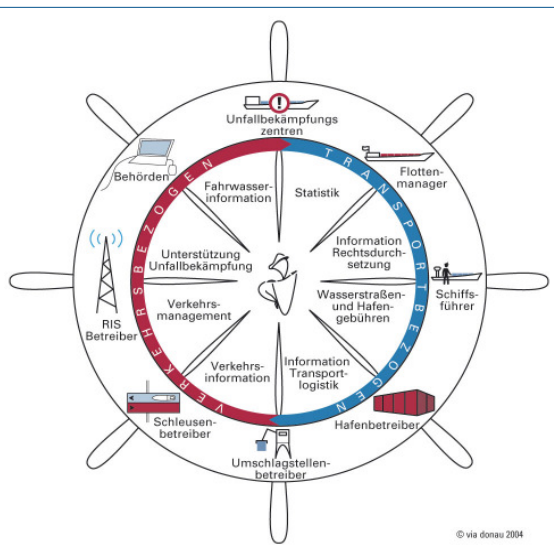 Unfallbekämpfungs
zentren
Behörden
Flotten-
manager
VERKEHRSBEZOGEN
TRANSPORTBEZOGEN
Fahrwasser-
information
Statistik
Unterstützung
Unfallbekämpfung
Information
Rechtsdurch-
setzung
RIS
Betreiber
Verkehrs-
management
Wasserstraßen-
und Hafen-
gebühren
Schiffs-
führer
Verkehrs-
information
Information
Transport-
logistik
Schleusen-
betreiber
Hafenbetreiber
Umschlagstellen-
betreiber
© via donau 2004